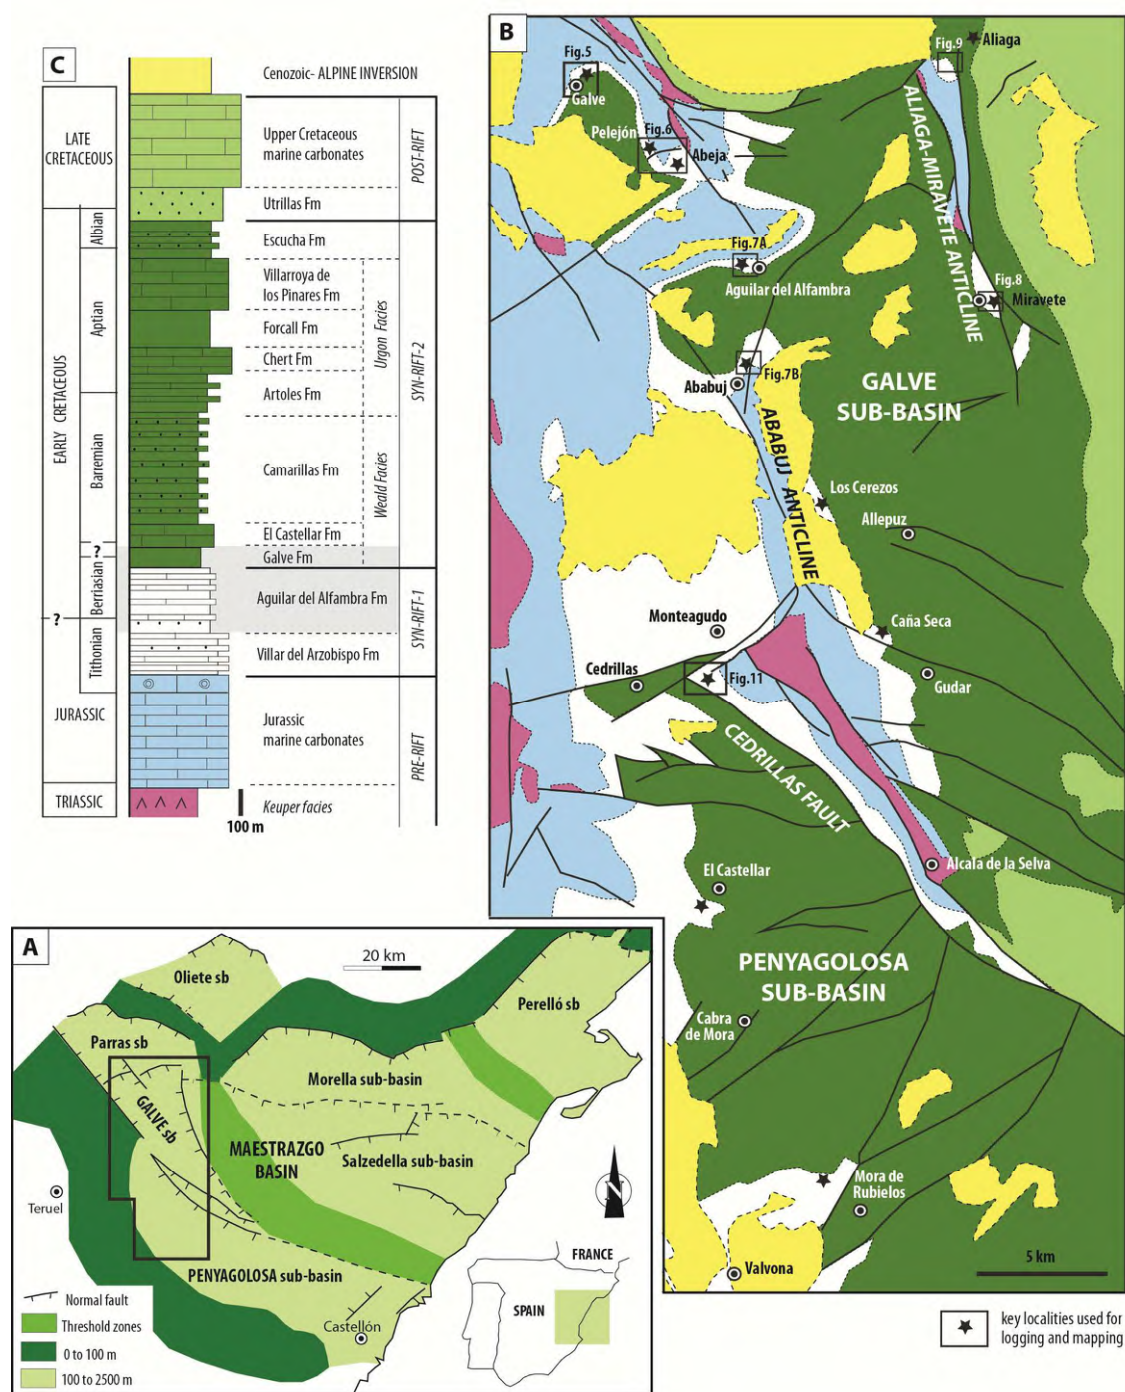 C
Cenozoic- ALPINE INVERSION
LATE
CRETACEOUS
Upper Cretaceous
marine carbonates
POST-RIFT
Utrillas Fm
EARLY CRETACEOUS
Albian
Escucha Fm
Aptian
Villarroya de
los Pinares Fm
Forcall Fm
Chert Fm
Artoles Fm
Urgon Facies
SYN-RIFT-2
Barremian
Camarillas Fm
Weald Facies
El Castellar Fm
?
Galve Fm
Berriasian
Aguilar del Alfambra Fm
SYN-RIFT-1
?
Tithonian
Villar del Arzobispo Fm
JURASSIC
Jurassic
marine carbonates
PRE-RIFT
TRIASSIC
Keuper facies
100 m
B
Fig.5
Galve
Pelejón
Fig.6
Abeja
Fig.9
Aliaga
ALIAGA-MIRAVETE ANTICLINE
Fig.7A
Aguilar del Alfambra
Fig.8
Miravete
Fig.7B
Ababuj
GALVE
SUB-BASIN
ABABUJ ANTICLINE
Los Cerezos
Allepuz
Monteagudo
Caña Seca
Cedrillas
Fig.11
Gudar
CEDRILLAS FAULT
Alcala de la Selva
El Castellar
PENYAGOLOSA
SUB-BASIN
Cabra
de Mora
Mora de
Rubielos
Valvona
5 km
key localities used for
logging and mapping
A
20 km
Oliete sb
Perelló sb
Parras sb
Morella sub-basin
GALVE sb
MAESTRAZGO
BASIN
Salzedella sub-basin
Teruel
N
PENYAGOLOSA sub-basin
FRANCE
SPAIN
Castellón
Normal fault
Threshold zones
0 to 100 m
100 to 2500 m